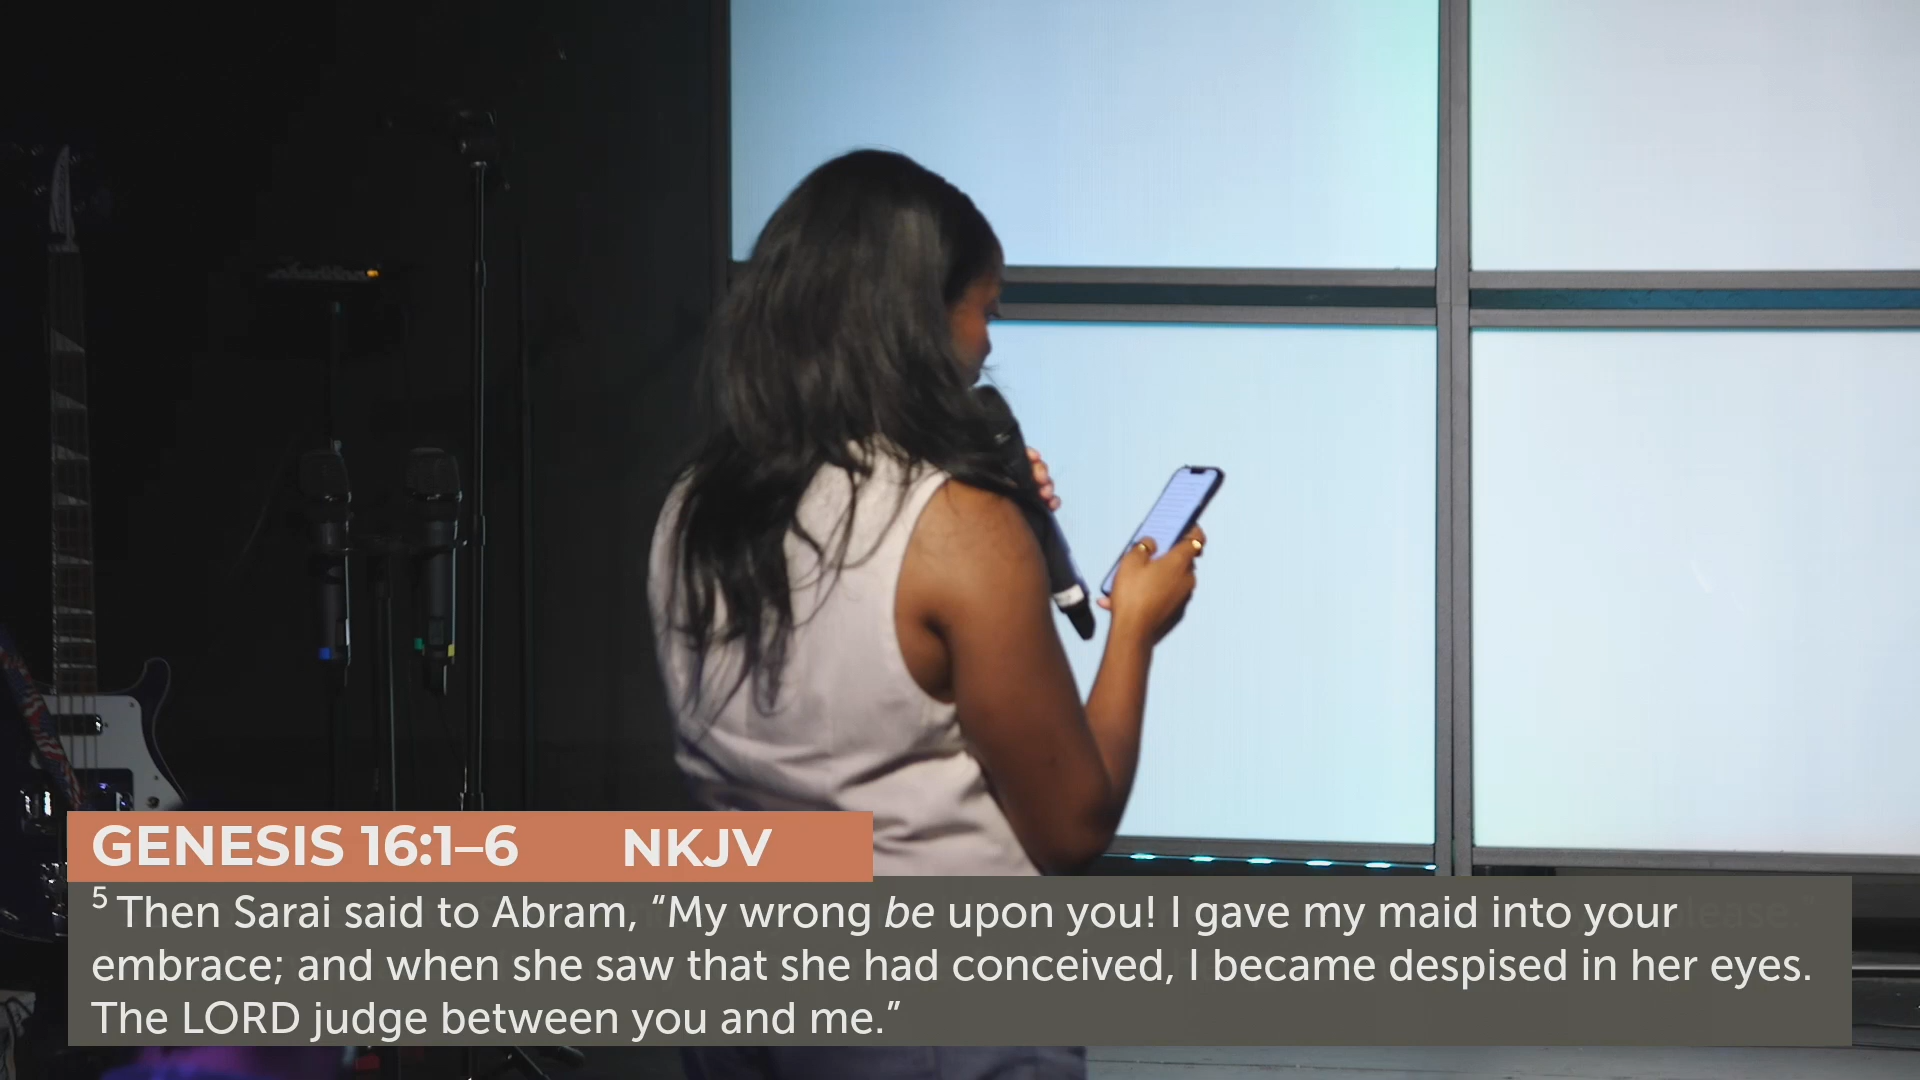 GENESIS 16:1–6 NKJV
5 Then Sarai said to Abram, “My wrong be upon you! I gave my maid into your
embrace; and when she saw that she had conceived, I became despised in her eyes.
The LORD judge between you and me.”